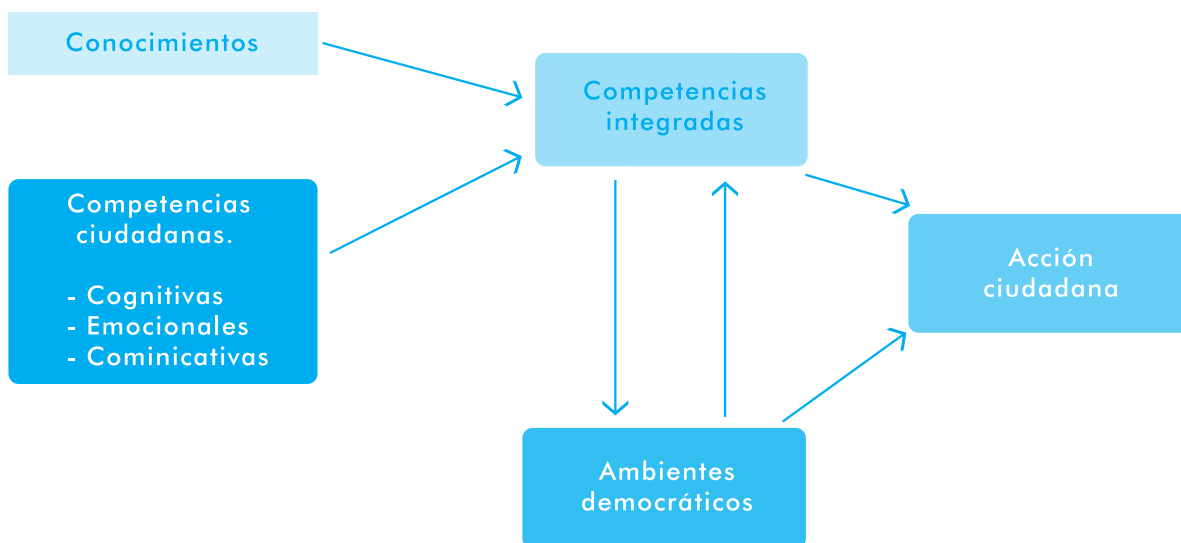 Conocimientos
Competencias
integradas
Competencias
ciudadanas.
- Cognitivas
- Emocionales
- Cominicativas
Acción
ciudadana
Ambientes
democráticos